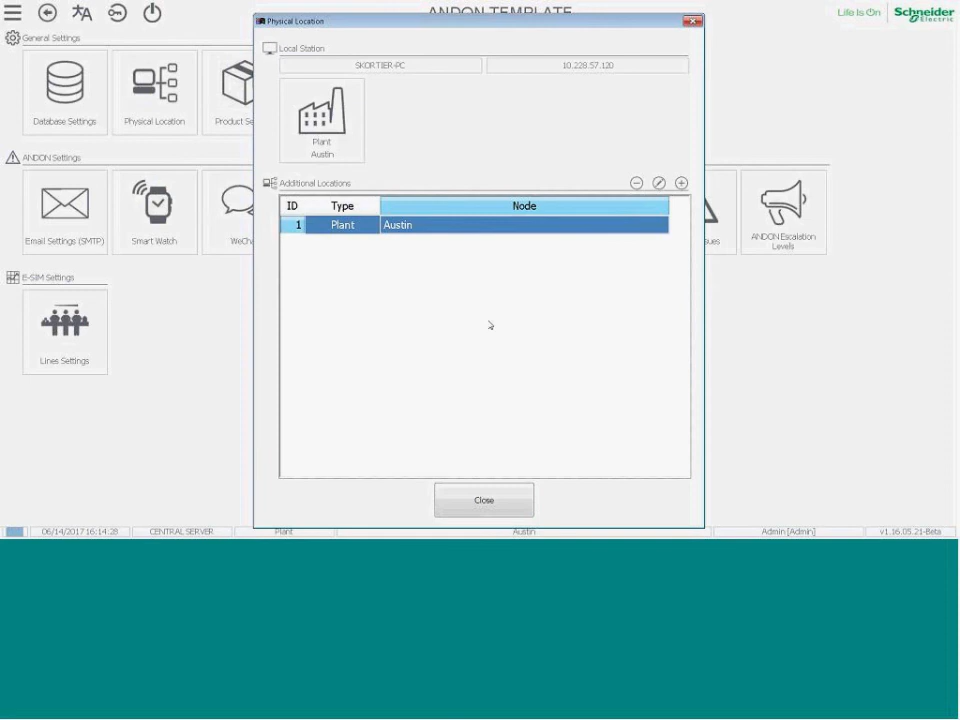 ANDON TEMPLATE
Life Is On
Schneider
Electric
General Settings
Database Settings
Physical Location
Product Se
ANDON Settings
Email Settings (SMTP)
Smart Watch
WeCh
sues
ANDON Escalation
Levels
E-SIM Settings
Lines Settings
Physical Location
Local Station
SKORTIER-PC
10.228.57.120
Plant
Austin
Additional Locations
ID Type Node
1 Plant Austin
Close
06/14/2017 16:14:28 CENTRAL SERVER Plant Austin Admin [Admin] v1.16.05.21-Beta